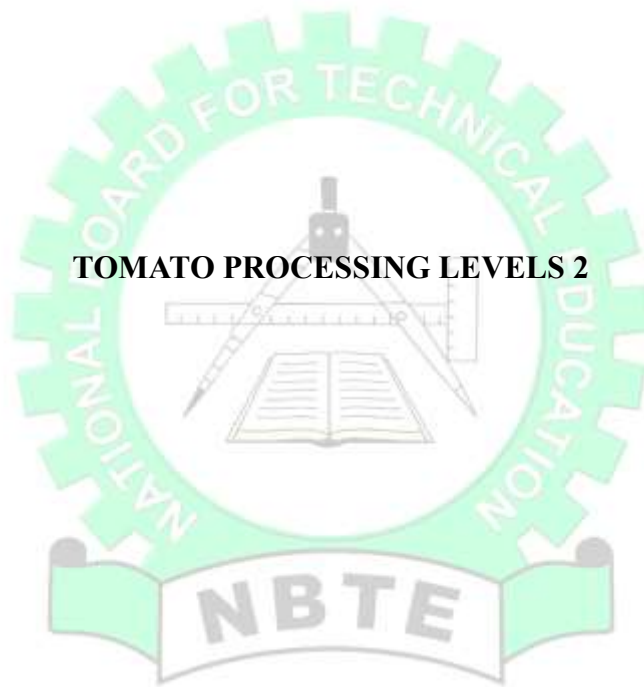 NATIONAL BOARD FOR TECHNICAL EDUCATION
TOMATO PROCESSING LEVELS 2
NBTE